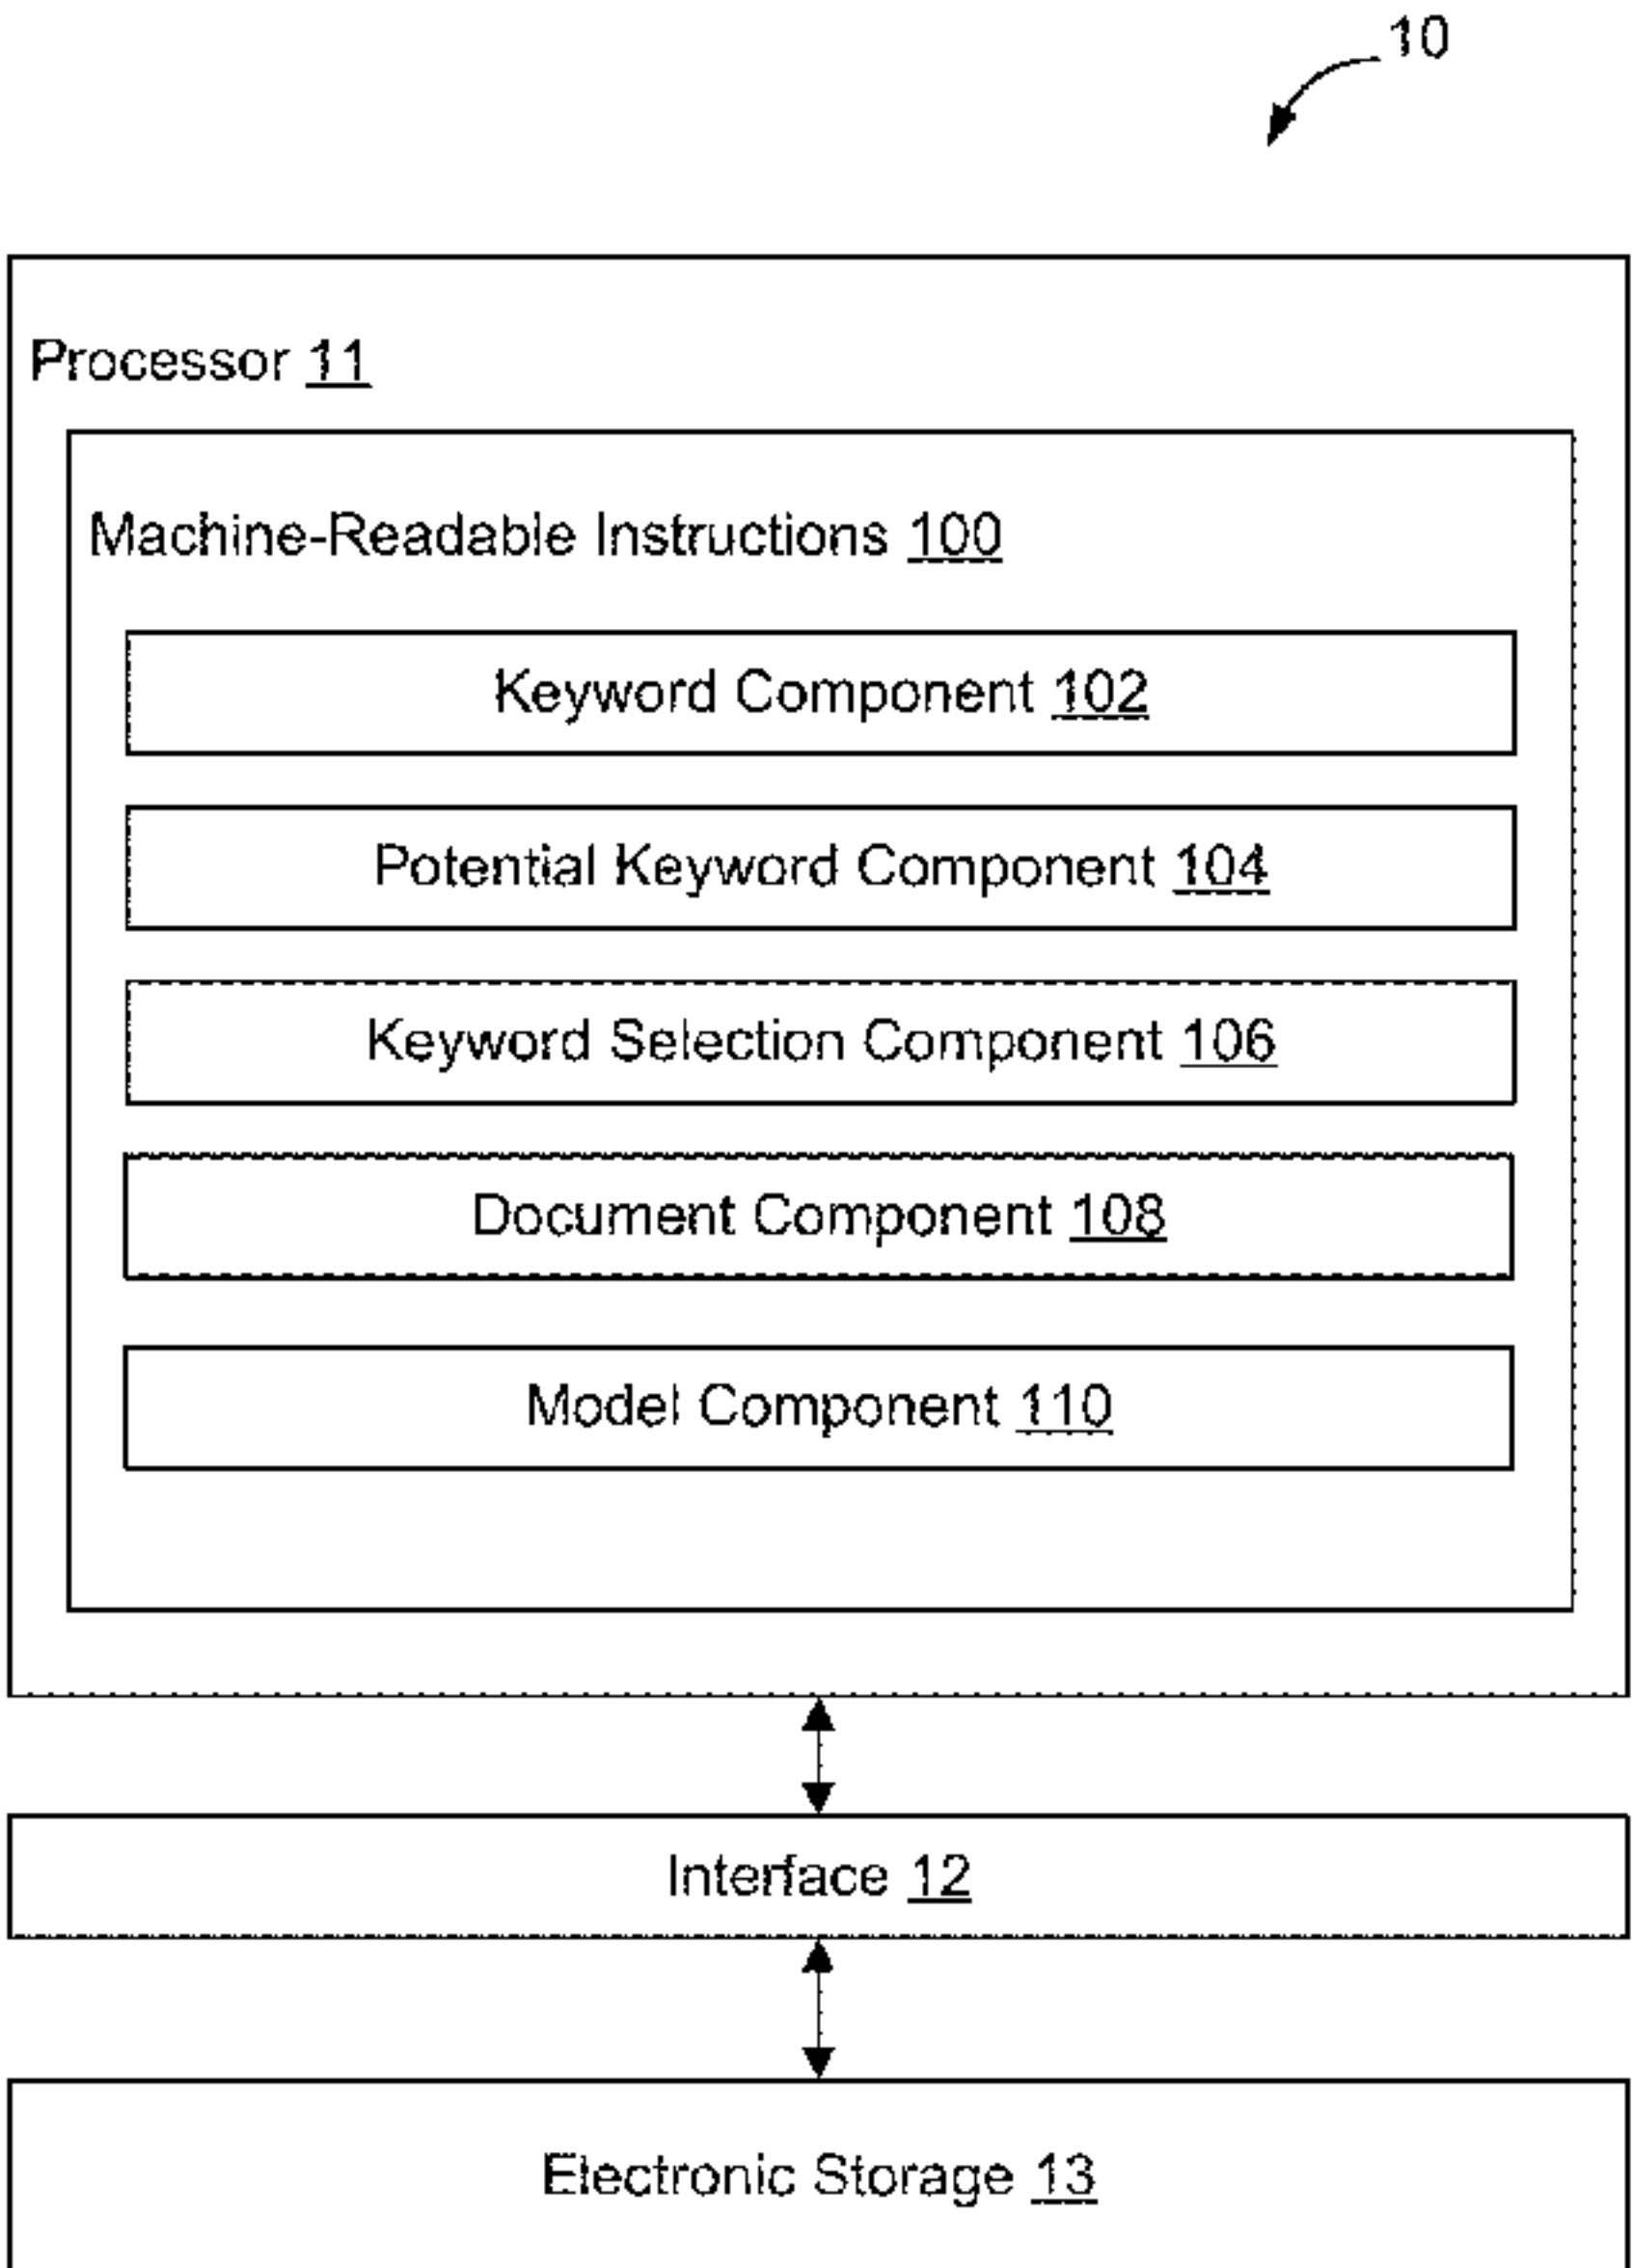 10
Processor 11
Machine-Readable Instructions 100
Keyword Component 102
Potential Keyword Component 104
Keyword Selection Component 106
Document Component 108
Model Component 110
Interface 12
Electronic Storage 13